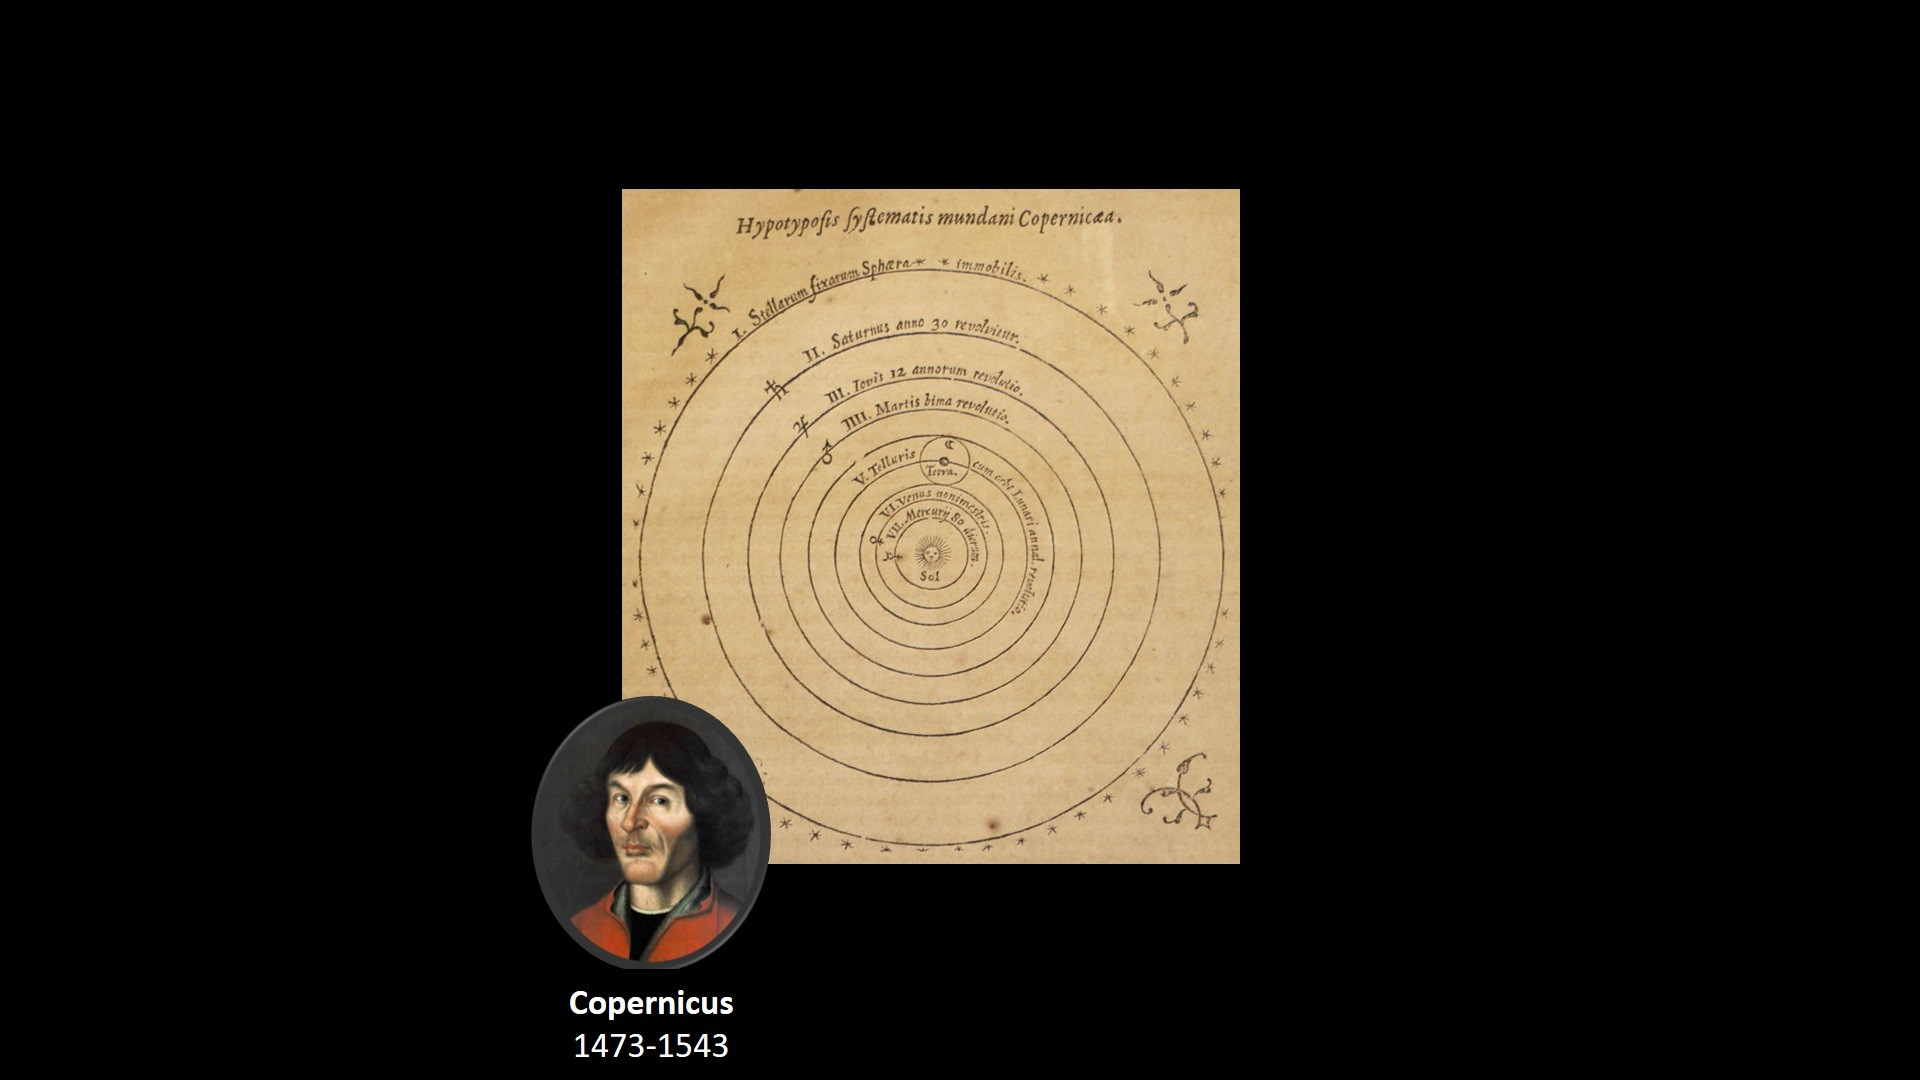 Hypotypoſis ſyſtematis mundani Copernicæa.
I. Stellarum fixarum Sphæra immobilis.
II. Saturnus anno 30 revolvitur.
III. Iovis 12 annorum revolutio.
IIII. Martis bima revolutio.
V. Telluris cum orbe Lunari annal. revolutio.
Terra.
VI. Venus nonimestris.
VII. Mercurij 80 dierum.
Sol
Copernicus
1473-1543